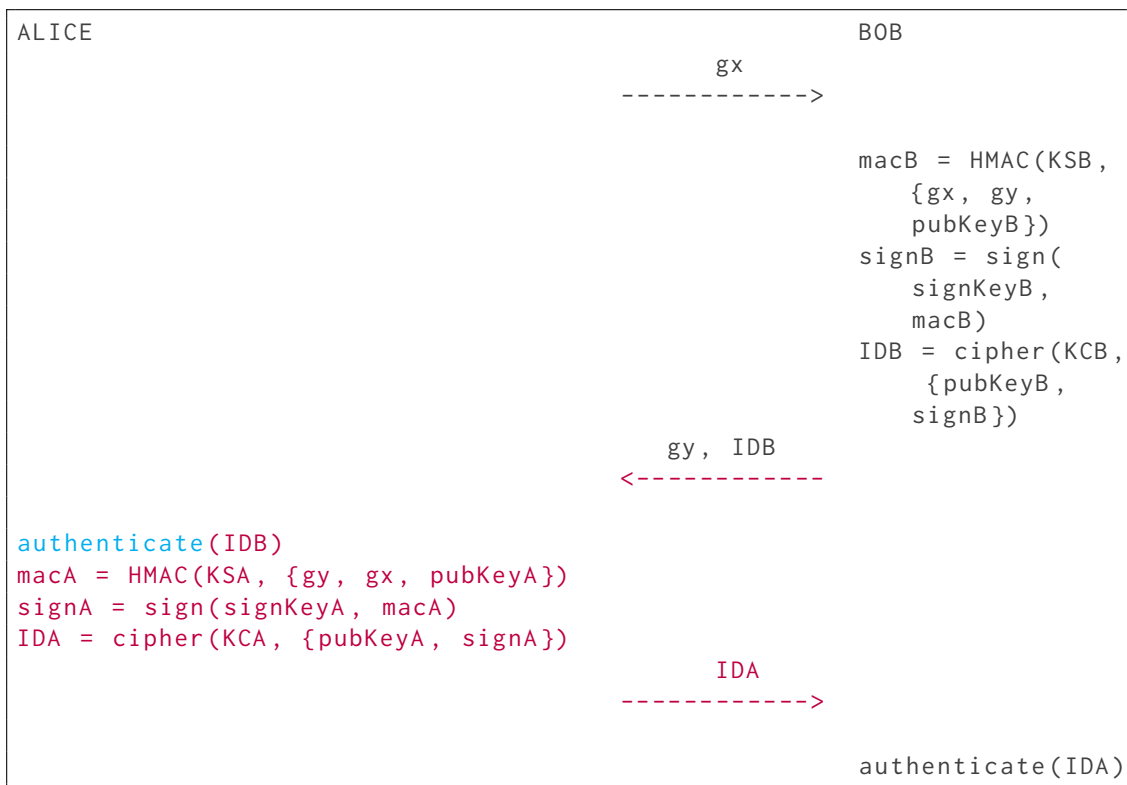 ALICE BOB
gx
------------>
macB = HMAC(KSB,
{gx, gy,
pubKeyB})
signB = sign(
signKeyB,
macB)
IDB = cipher(KCB,
{pubKeyB,
signB})
gy, IDB
<------------
authenticate(IDB)
macA = HMAC(KSA, {gy, gx, pubKeyA})
signA = sign(signKeyA, macA)
IDA = cipher(KCA, {pubKeyA, signA})
IDA
------------>
authenticate(IDA)